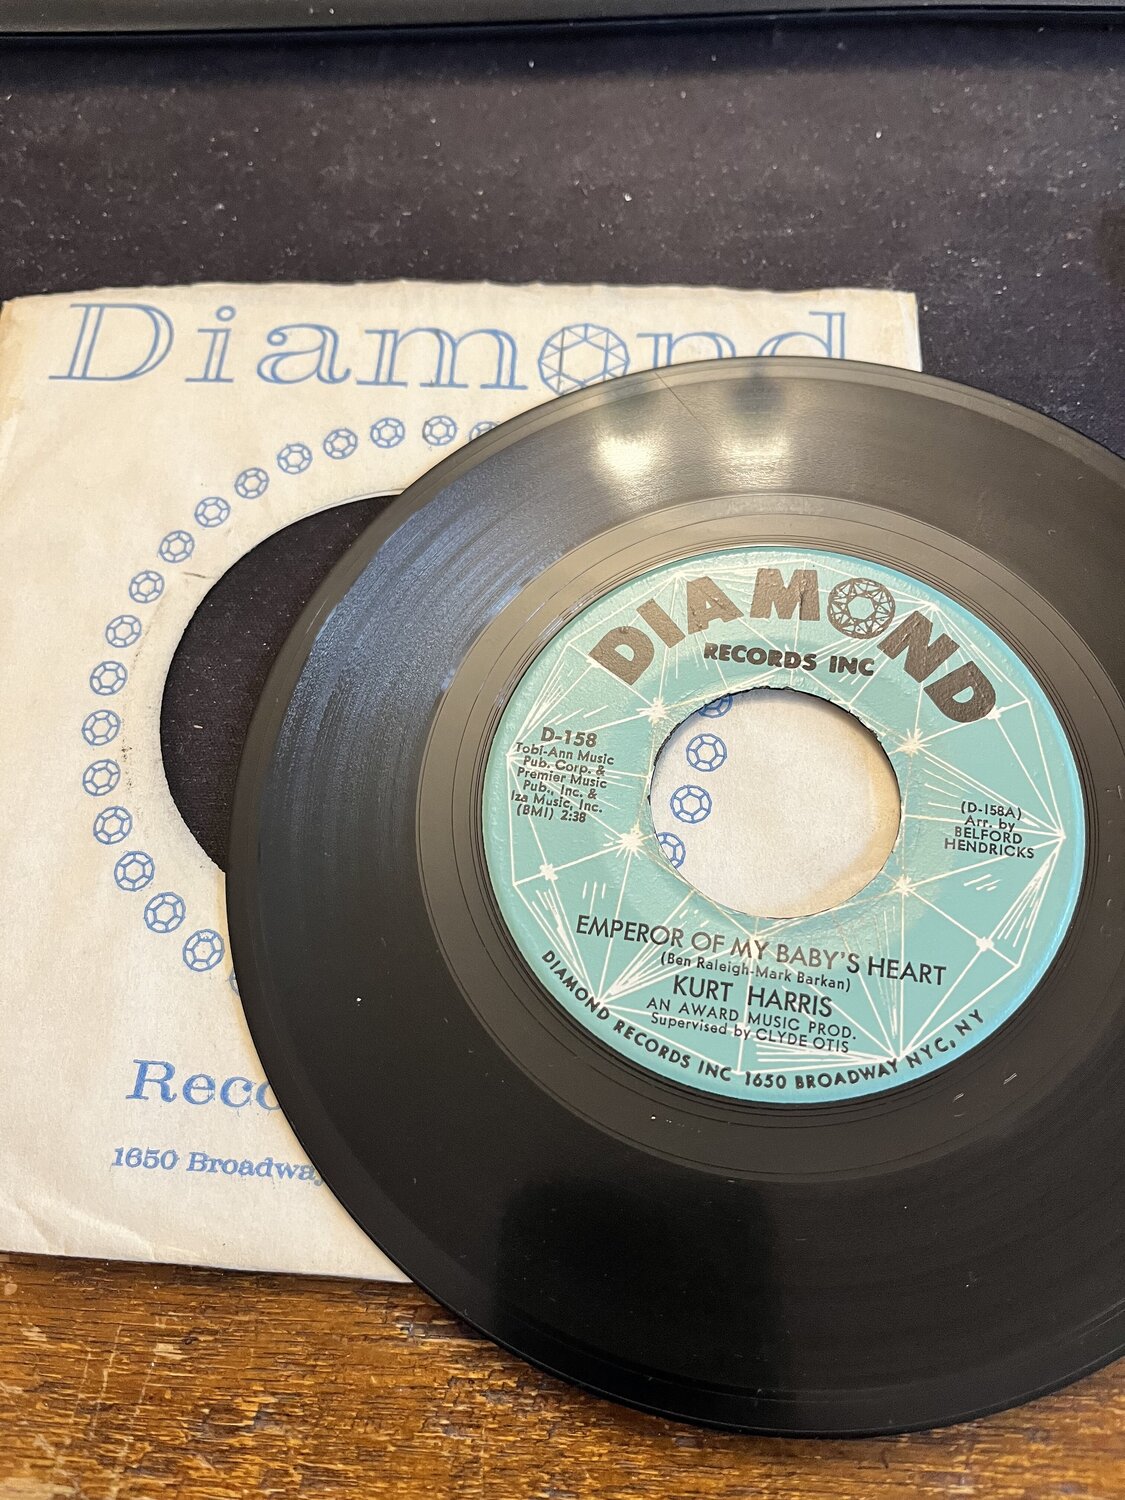 Diamond
1650 Broadway
DIAMOND
RECORDS INC
D-158
Tobi-Ann Music
Pub. Corp. &
Premier Music
Pub., Inc. &
Iza Music, Inc.
(BMI) 2:38
(D-158A)
Arr. by
BELFORD
HENDRICKS
EMPEROR OF MY BABY'S HEART
(Ben Raleigh-Mark Barkan)
KURT HARRIS
AN AWARD MUSIC PROD.
Supervised by CLYDE OTIS
DIAMOND RECORDS INC 1650 BROADWAY NYC, NY